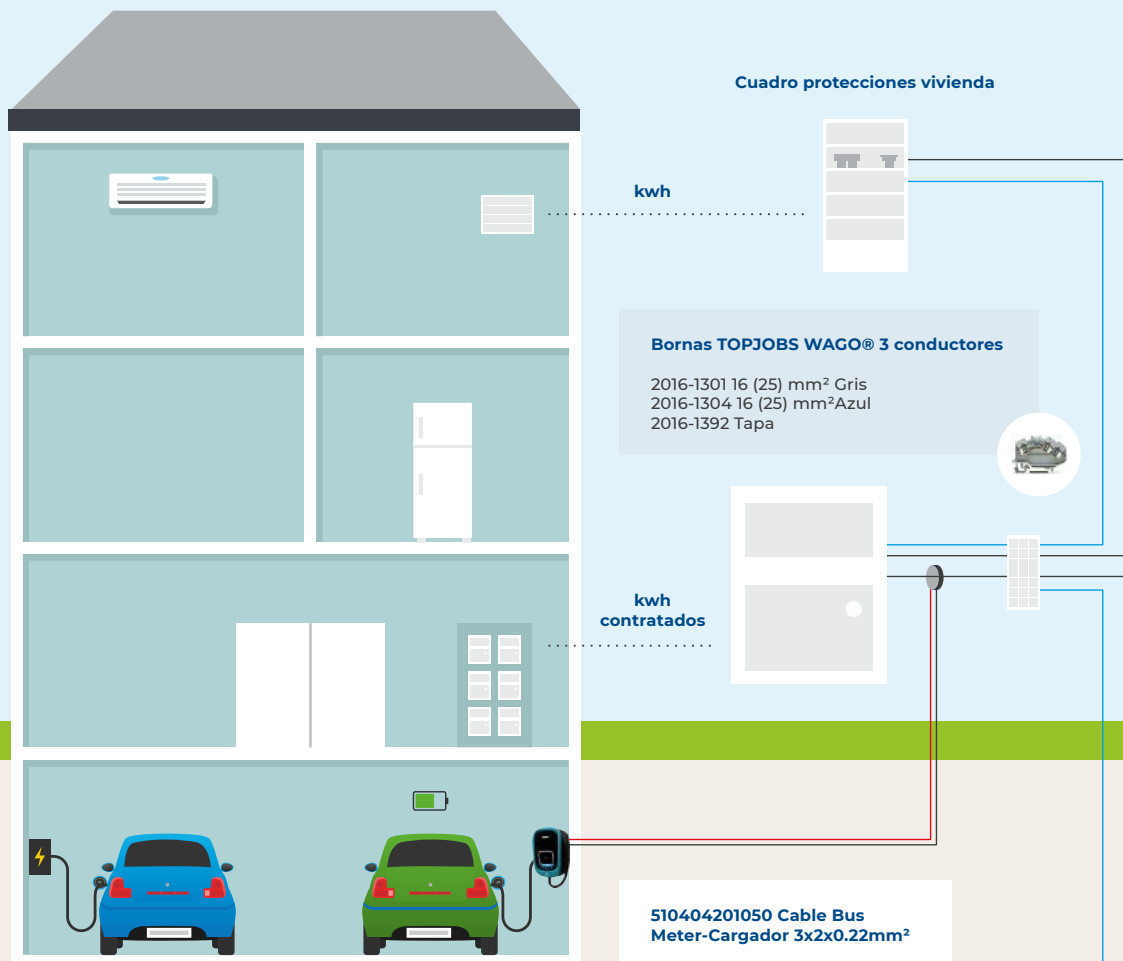 Cuadro protecciones vivienda
kwh
Bornas TOPJOBS WAGO® 3 conductores
2016-1301 16 (25) mm² Gris
2016-1304 16 (25) mm²Azul
2016-1392 Tapa
kwh
contratados
510404201050 Cable Bus
Meter-Cargador 3x2x0.22mm²